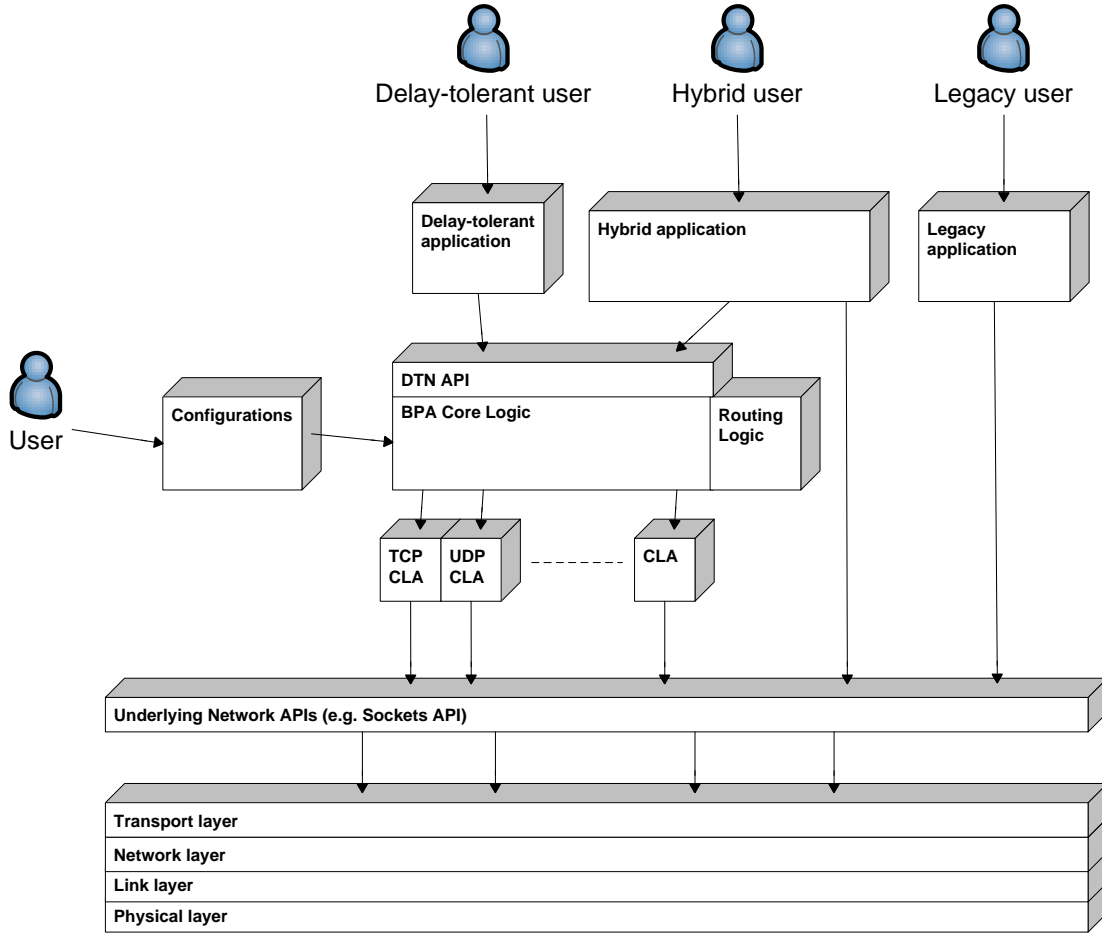 Delay-tolerant user
Hybrid user
Legacy user
Delay-tolerant
application
Hybrid application
Legacy
application
User
Configurations
DTN API
BPA Core Logic
Routing
Logic
TCP
CLA
UDP
CLA
CLA
Underlying Network APIs (e.g. Sockets API)
Transport layer
Network layer
Link layer
Physical layer